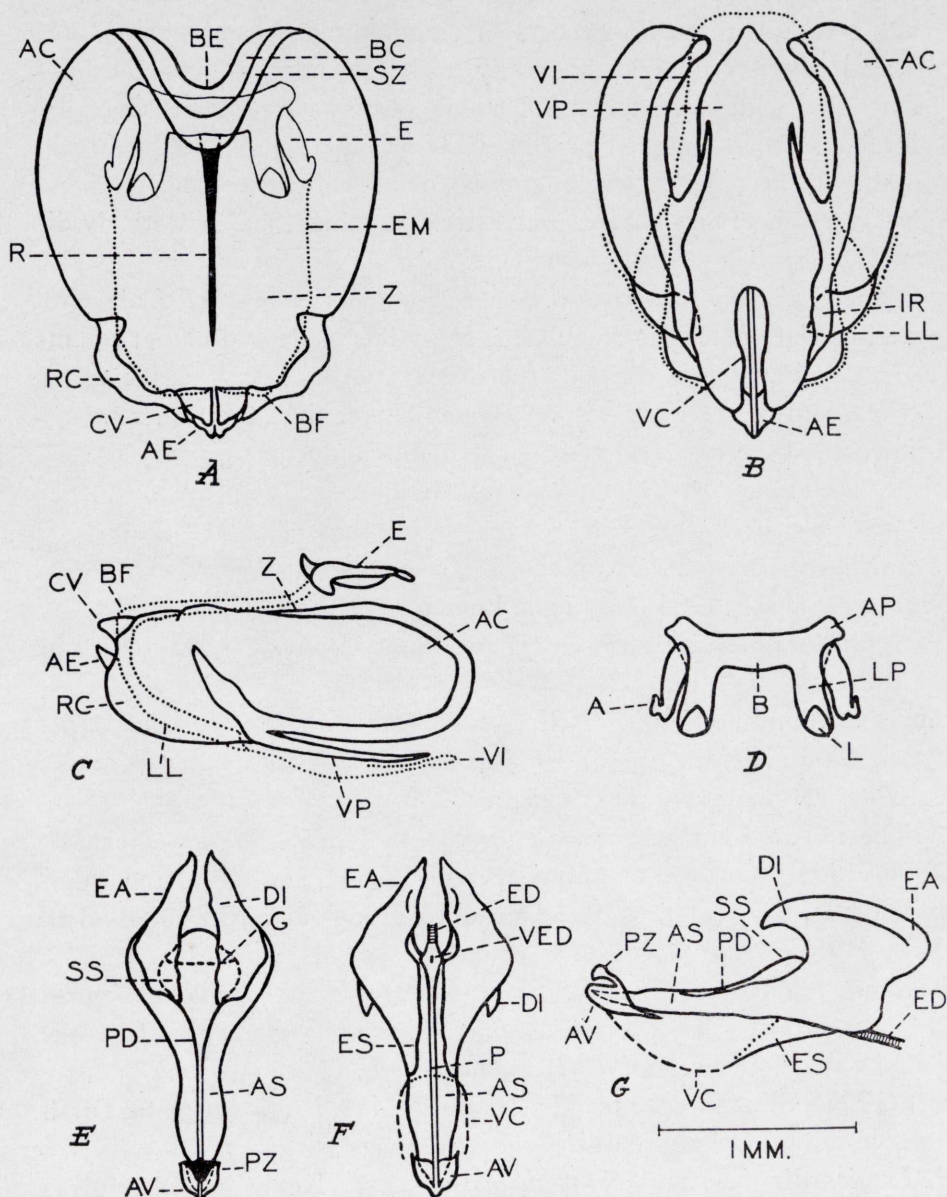 BE
AC
BC
SZ
E
EM
R
Z
RC
CV
BF
AE
A
VI
VP
AC
IR
LL
VC
AE
B
E
Z
BF
CV
AC
AE
RC
LL
VP
VI
C
AP
LP
A
B
L
D
EA
DI
G
SS
PD
AS
PZ
AV
E
EA
ED
VED
DI
ES
P
AS
VC
AV
F
DI
EA
SS
PD
AS
PZ
ED
AV
ES
VC
G
1 MM.